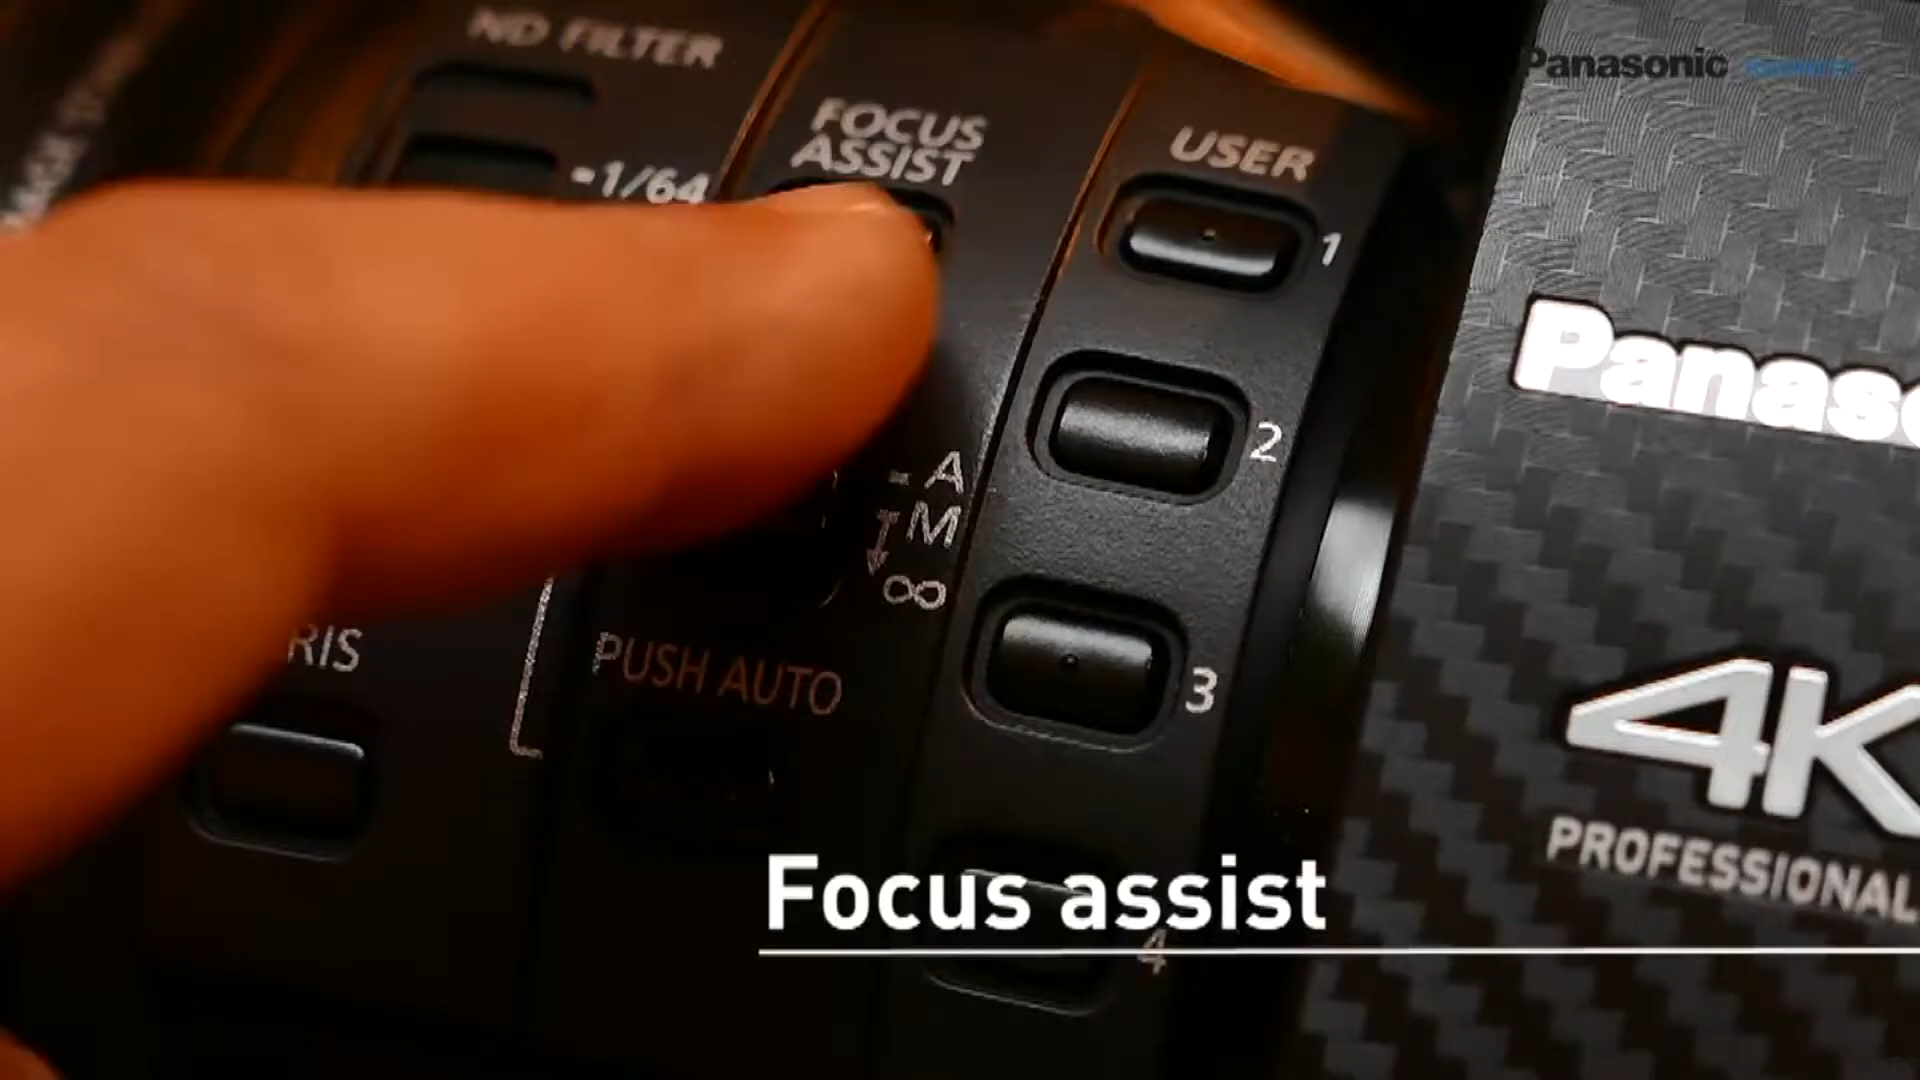 ND FILTER
Panasonic
FOCUS
ASSIST
USER
-1/64
1
Panaso
2
-A
M
∞
RIS
PUSH AUTO
3
4K
PROFESSIONAL
Focus assist
4